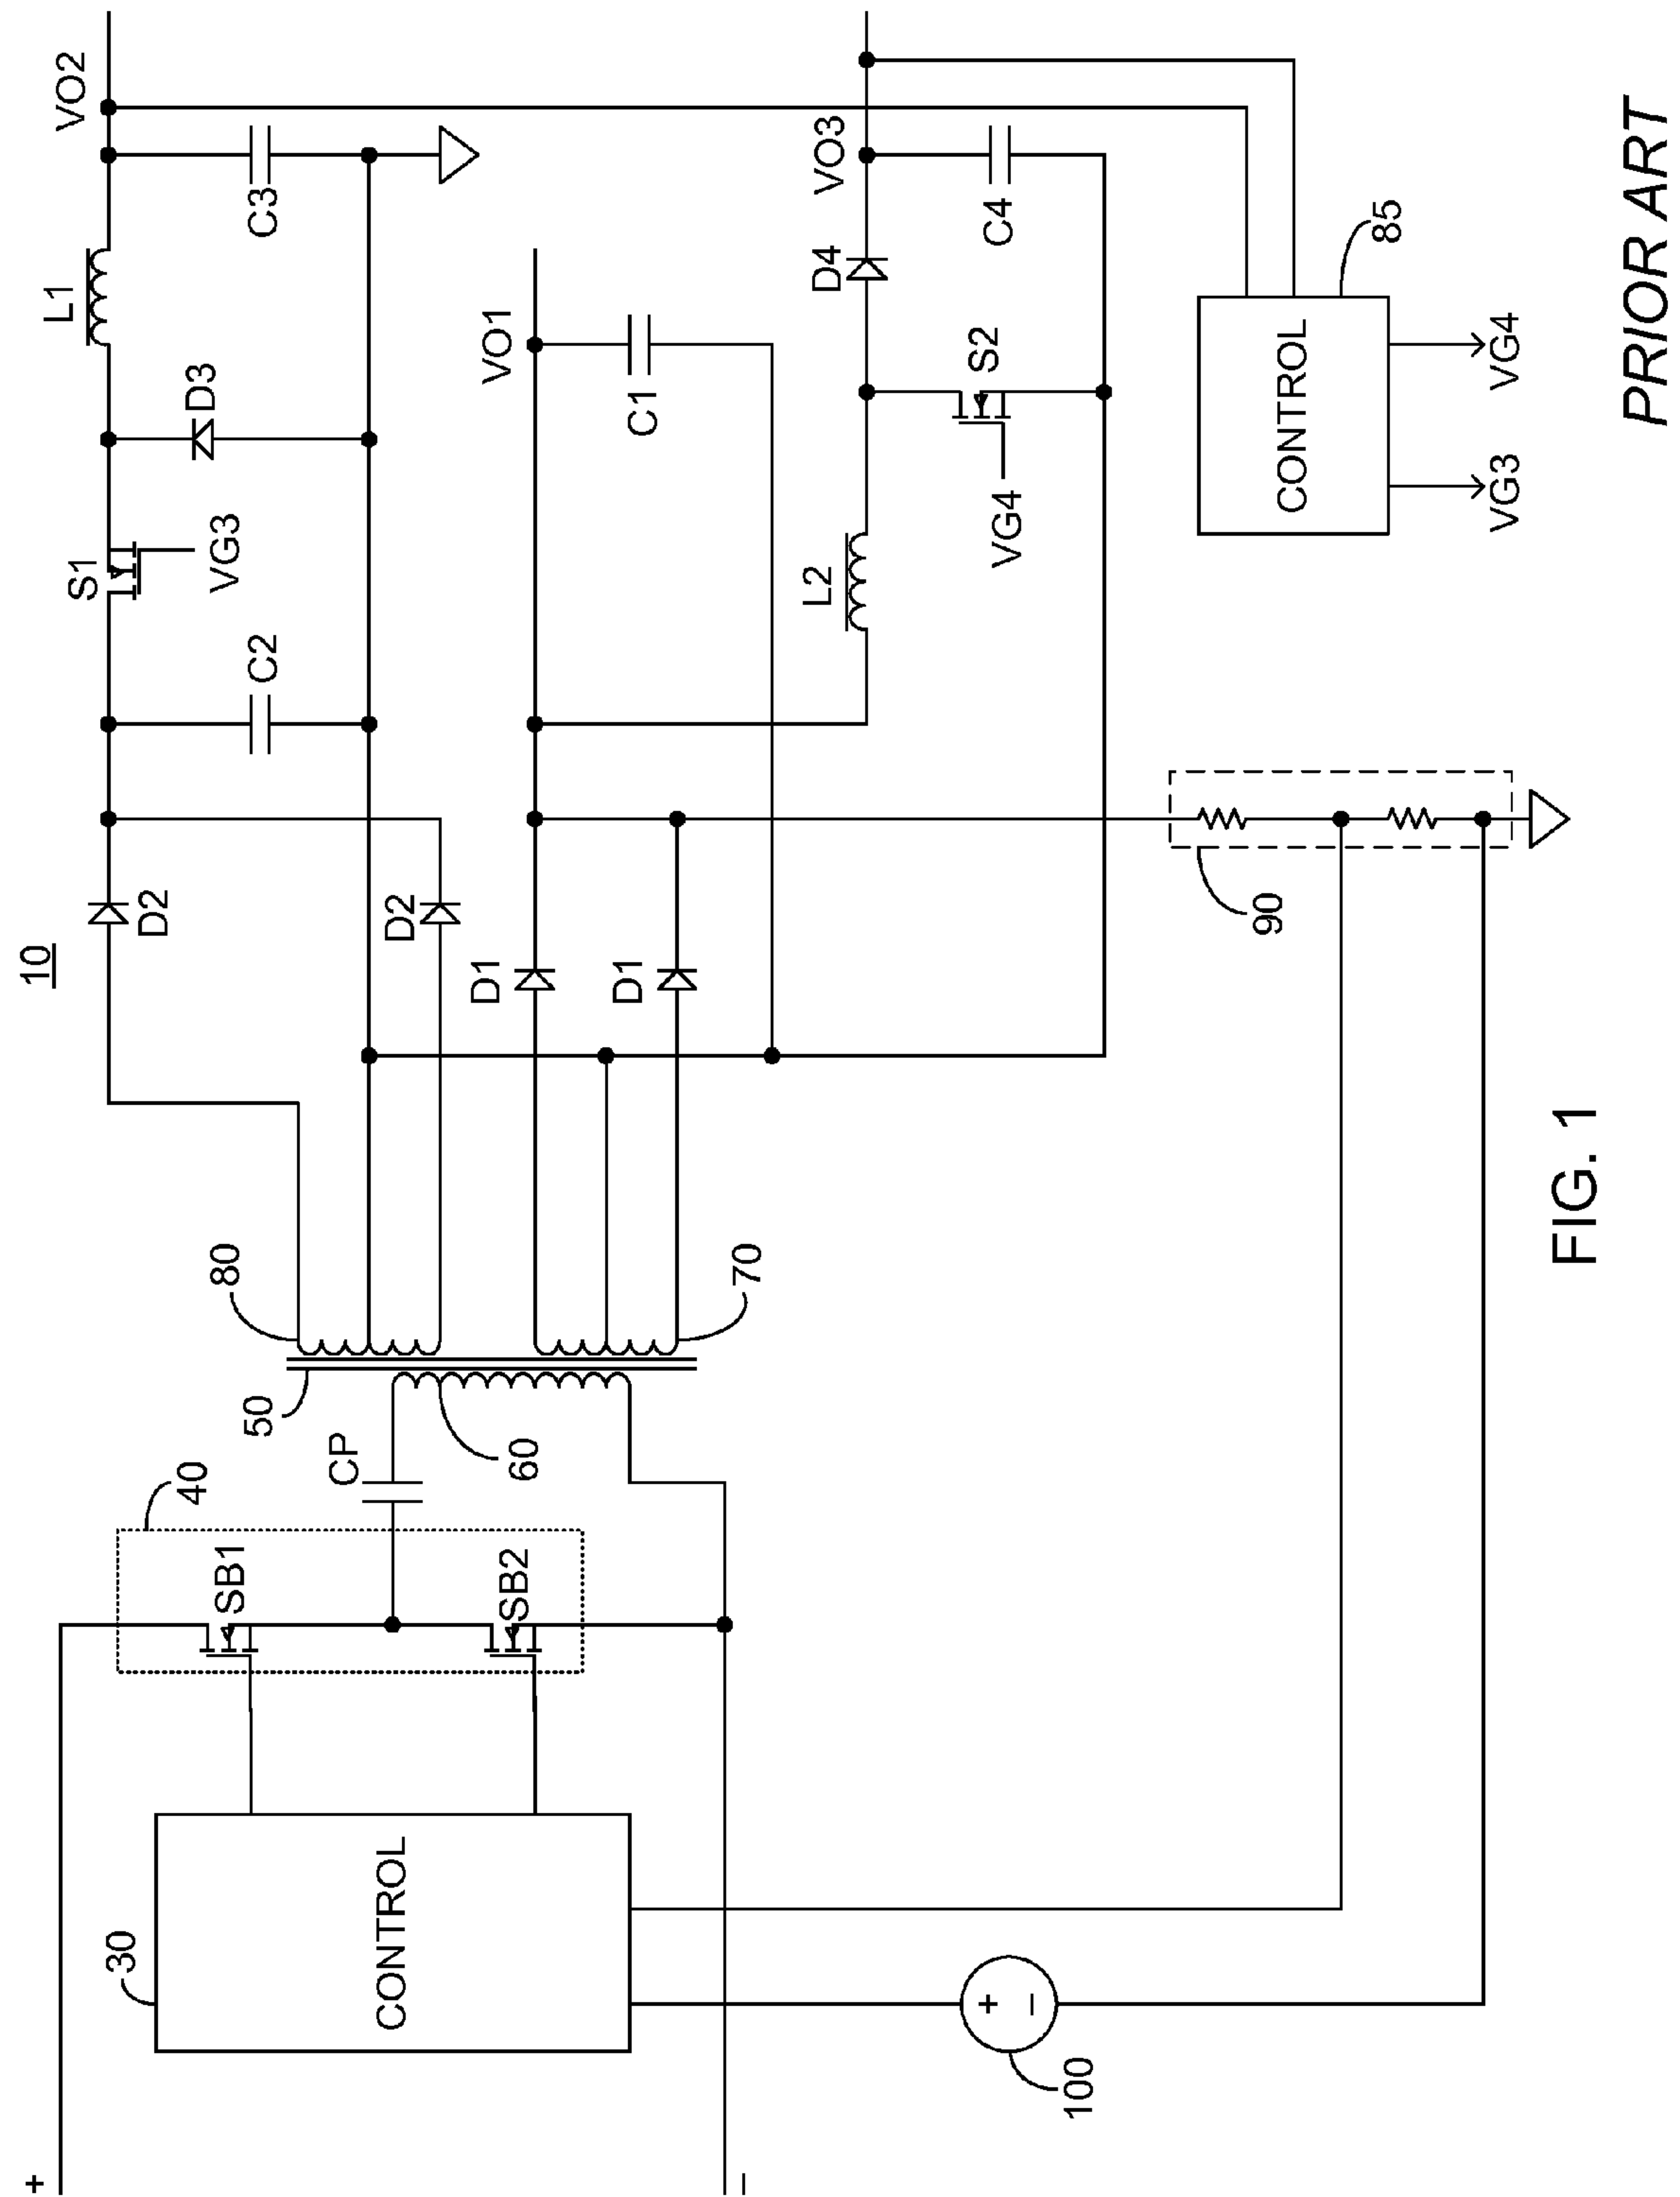 10
+
−
30
CONTROL
100
+
−
40
SB1
SB2
CP
50
60
80
70
D2
D2
D1
D1
C2
S1
VG3
D3
L1
C3
VO2
VO1
C1
L2
VG4
S2
D4
VO3
C4
90
CONTROL
85
VG3
VG4
FIG. 1
PRIOR ART